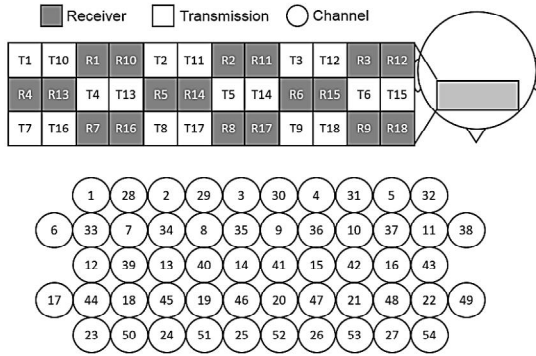 Receiver Transmission Channel
T1 T10 R1 R10 T2 T11 R2 R11 T3 T12 R3 R12
R4 R13 T4 T13 R5 R14 T5 T14 R6 R15 T6 T15
T7 T16 R7 R16 T8 T17 R8 R17 T9 T18 R9 R18
1 28 2 29 3 30 4 31 5 32
6 33 7 34 8 35 9 36 10 37 11 38
12 39 13 40 14 41 15 42 16 43
17 44 18 45 19 46 20 47 21 48 22 49
23 50 24 51 25 52 26 53 27 54